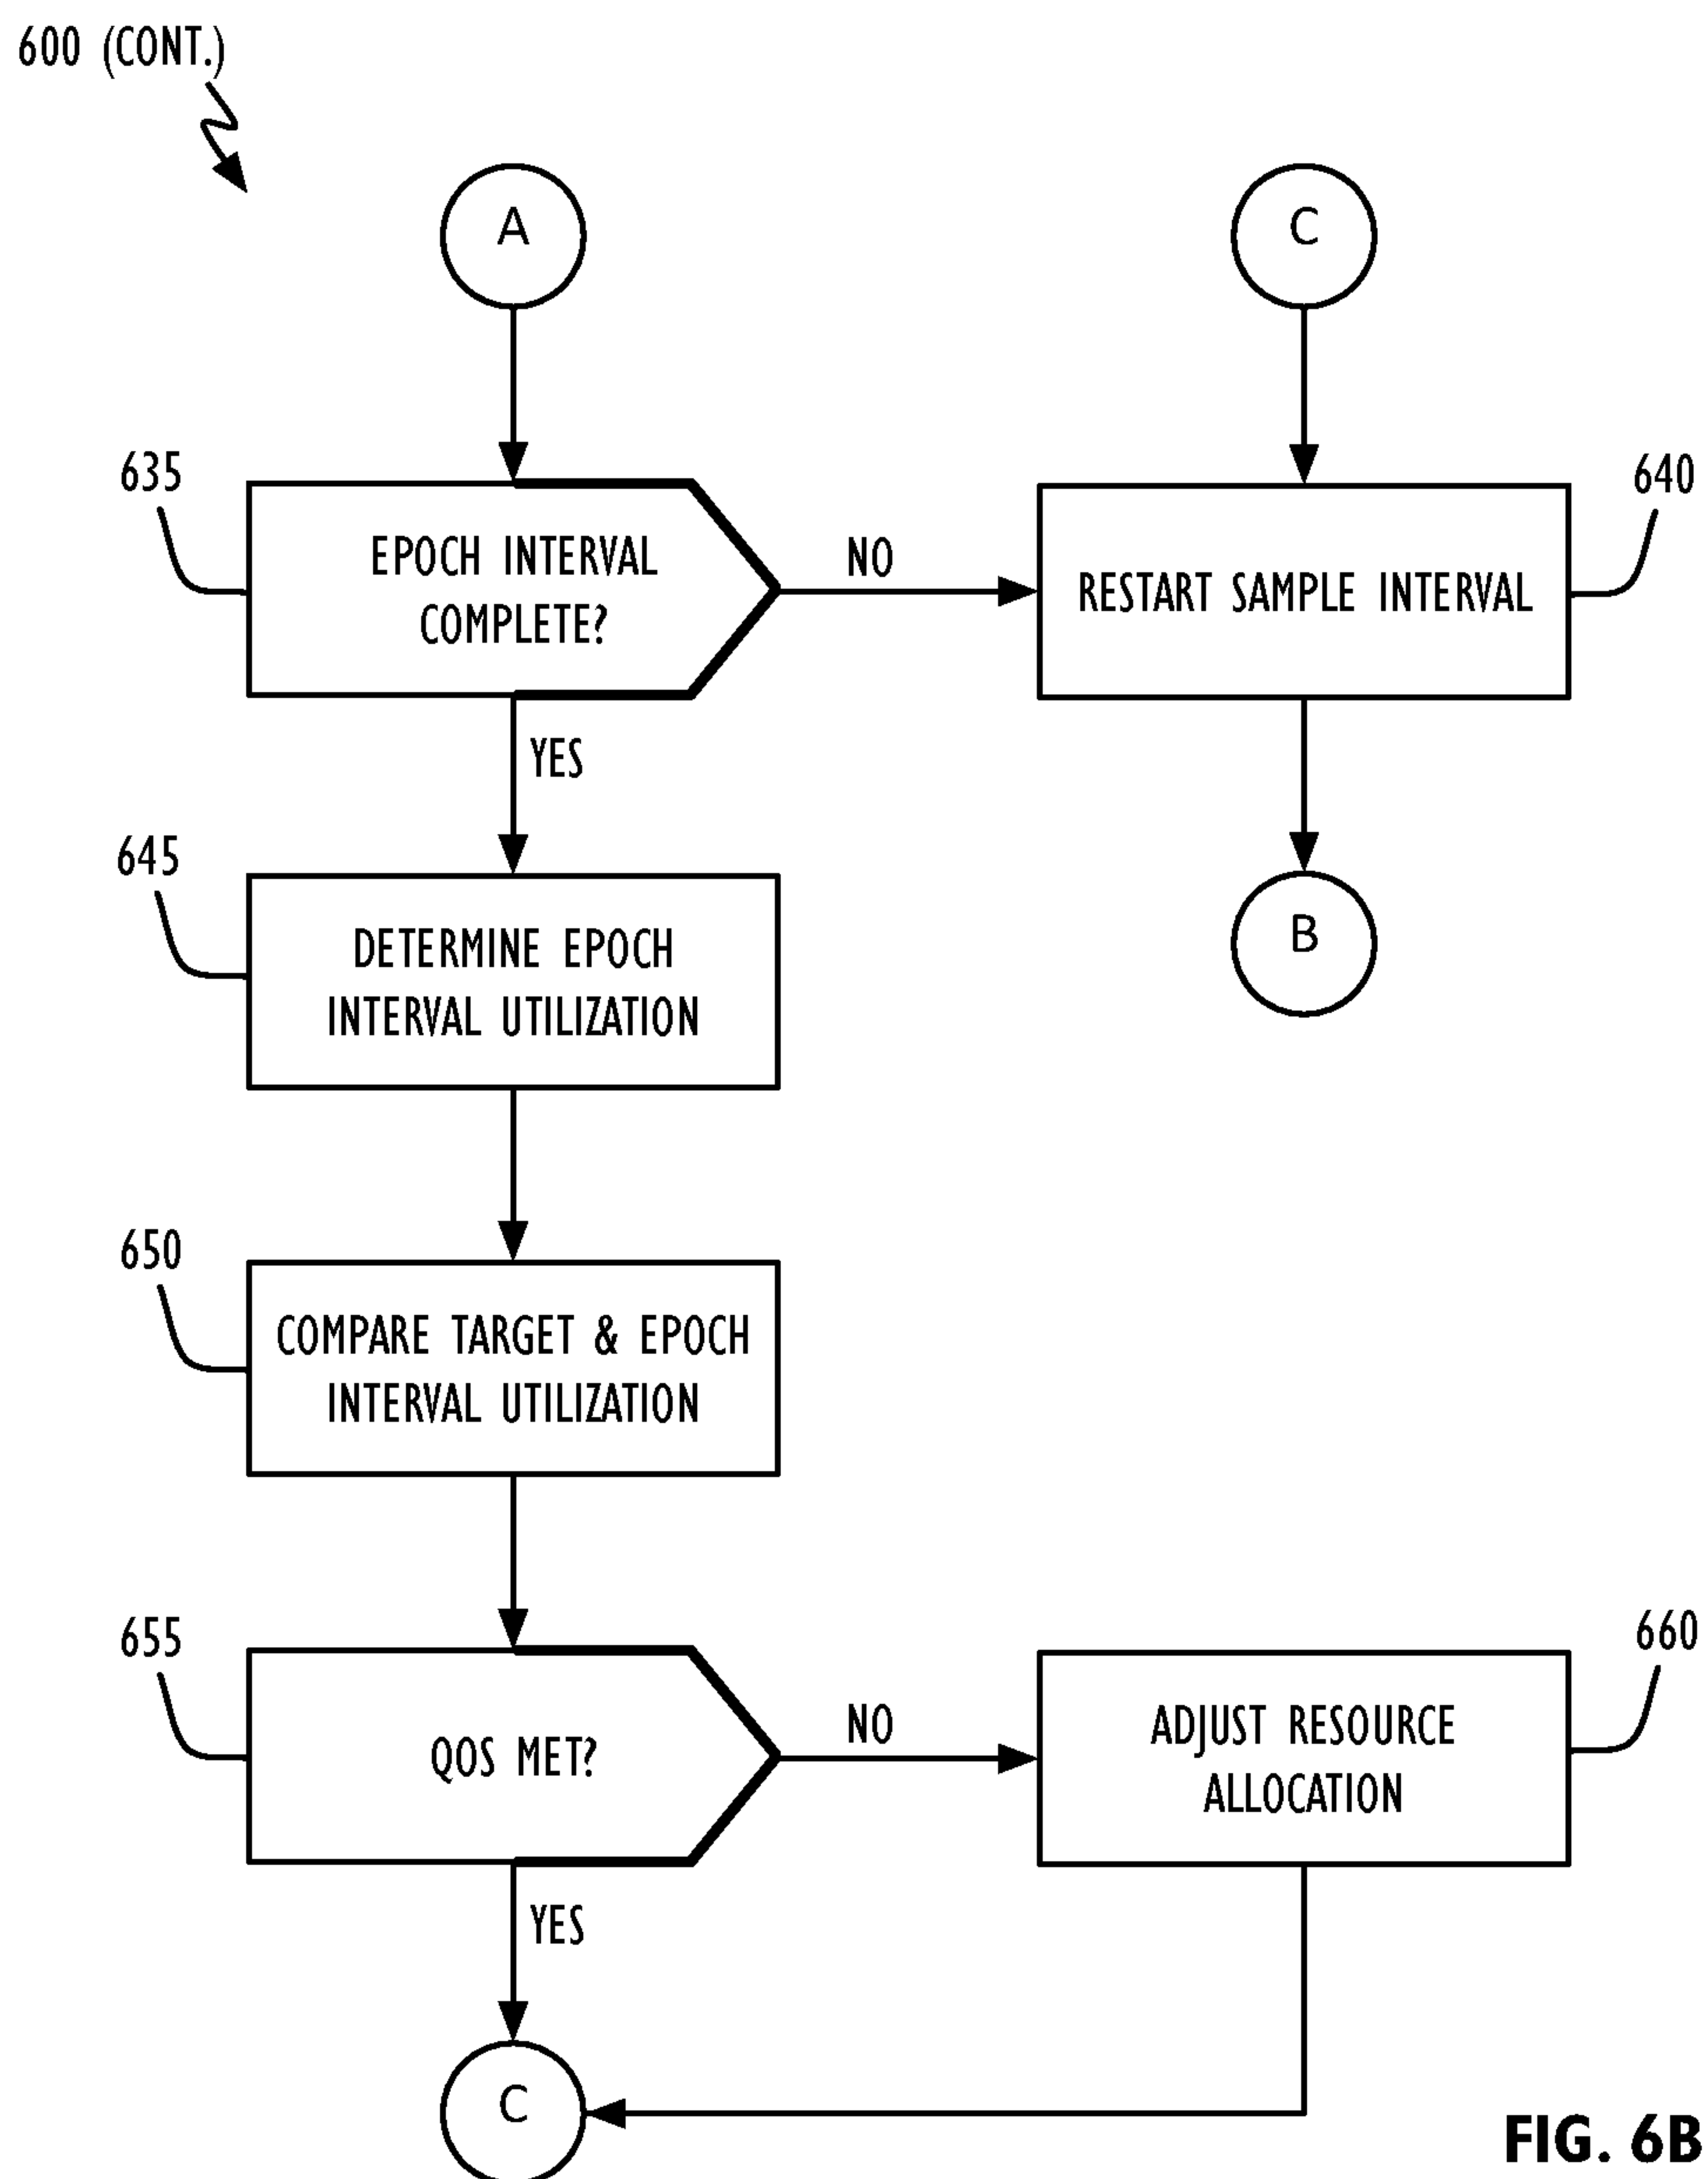 600 (CONT.)
A
C
635
EPOCH INTERVAL
COMPLETE?
NO
640
RESTART SAMPLE INTERVAL
YES
645
DETERMINE EPOCH
INTERVAL UTILIZATION
B
650
COMPARE TARGET & EPOCH
INTERVAL UTILIZATION
655
QOS MET?
NO
660
ADJUST RESOURCE
ALLOCATION
YES
C
FIG. 6B